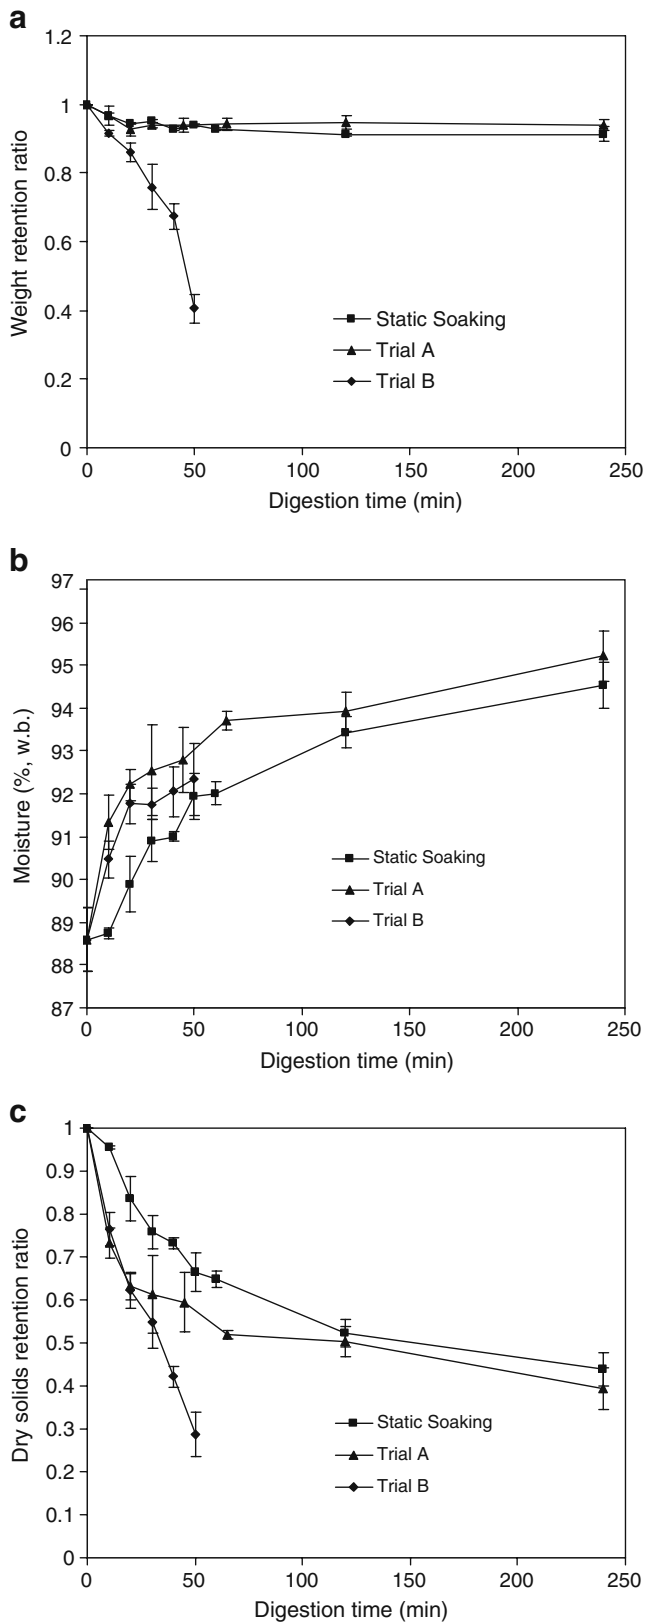 a
1.2
1
0.8
0.6
0.4
0.2
0
Weight retention ratio
Static Soaking
Trial A
Trial B
0 50 100 150 200 250
Digestion time (min)
b
97
96
95
94
93
92
91
90
89
88
87
Moisture (%, w.b.)
Static Soaking
Trial A
Trial B
0 50 100 150 200 250
Digestion time (min)
c
1
0.9
0.8
0.7
0.6
0.5
0.4
0.3
0.2
0.1
0
Dry solids retention ratio
Static Soaking
Trial A
Trial B
0 50 100 150 200 250
Digestion time (min)